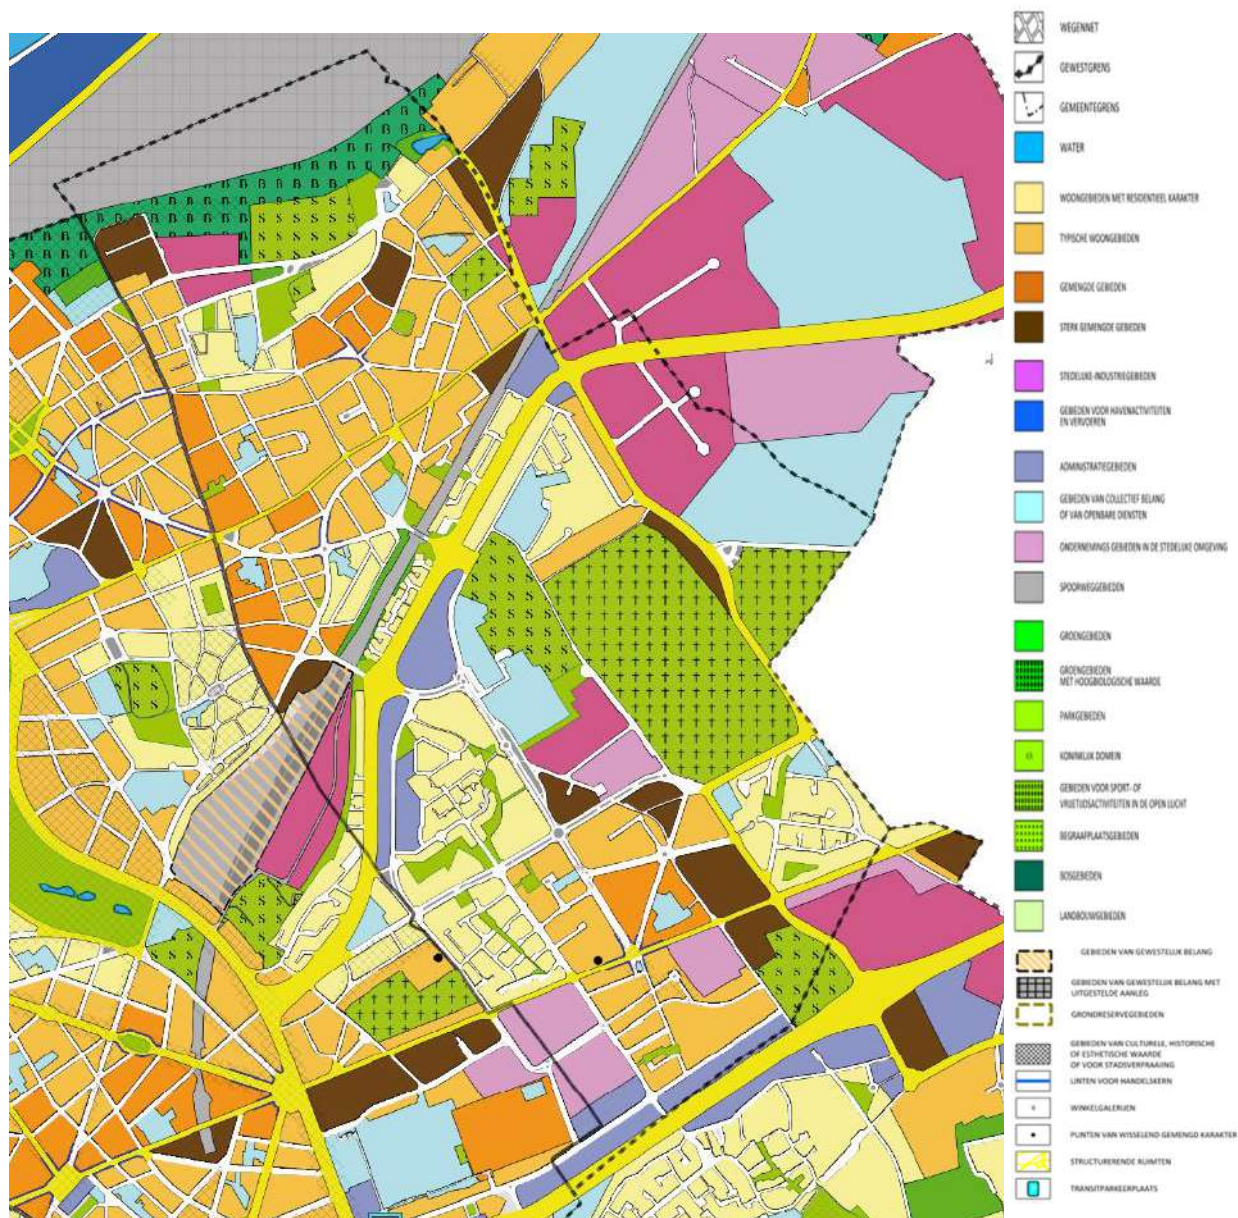 WEGENNET
GEWESTGRENS
GEMEENTEGRENS
WATER
WOONGEBIEDEN MET RESIDENTIEEL KARAKTER
TYPISCHE WOONGEBIEDEN
GEMENGDE GEBIEDEN
STERK GEMENGDE GEBIEDEN
STEDELIJKE-INDUSTRIEGEBIEDEN
GEBIEDEN VOOR HAVENACTIVITEITEN
EN VERVOEREN
ADMINISTRATIEGEBIEDEN
GEBIEDEN VAN COLLECTIEF BELANG
OF VAN OPENBARE DIENSTEN
ONDERNEMINGS GEBIEDEN IN DE STEDELIJKE OMGEVING
SPOORWEGGEBIEDEN
GROENGEBIEDEN
GROENGEBIEDEN
MET HOOGBIOLOGISCHE WAARDE
PARKGEBIEDEN
KONINKLIJK DOMEIN
GEBIEDEN VOOR SPORT- OF
VRIJETIJDSACTIVITEITEN IN DE OPEN LUCHT
BEGRAAFPLAATSGEBIEDEN
BOSGEBIEDEN
LANDBOUWGEBIEDEN
GEBIEDEN VAN GEWESTELIJK BELANG
GEBIEDEN VAN GEWESTELIJK BELANG MET
UITGESTELDE AANLEG
GRONDRESERVEGEBIEDEN
GEBIEDEN VAN CULTURELE, HISTORISCHE
OF ESTHETISCHE WAARDE
OF VOOR STADSVERFRAAIING
LINTEN VOOR HANDELSKERN
WINKELGALERIJEN
PUNTEN VAN WISSELEND GEMENGD KARAKTER
STRUCTURERENDE RUIMTEN
TRANSITPARKEERPLAATS